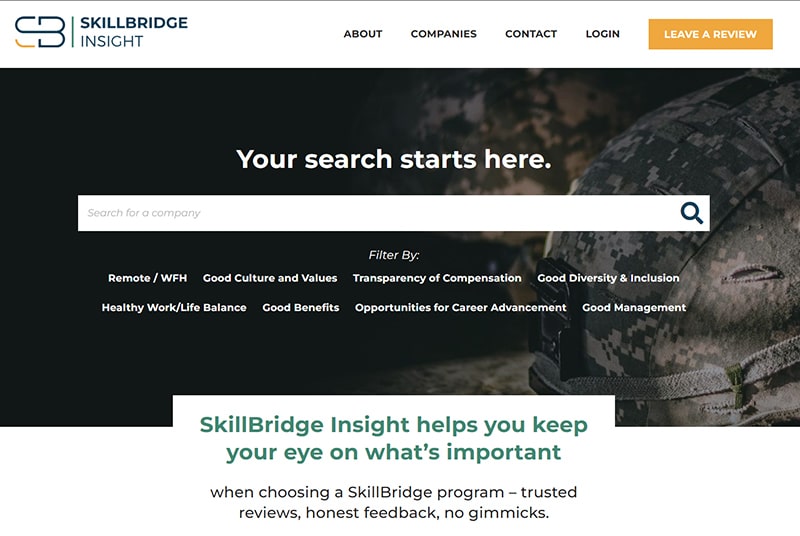 SKILLBRIDGE
INSIGHT
ABOUT COMPANIES CONTACT LOGIN LEAVE A REVIEW
Your search starts here.
Search for a company
Filter By:
Remote / WFH Good Culture and Values Transparency of Compensation Good Diversity & Inclusion
Healthy Work/Life Balance Good Benefits Opportunities for Career Advancement Good Management
SkillBridge Insight helps you keep
your eye on what’s important
when choosing a SkillBridge program – trusted
reviews, honest feedback, no gimmicks.